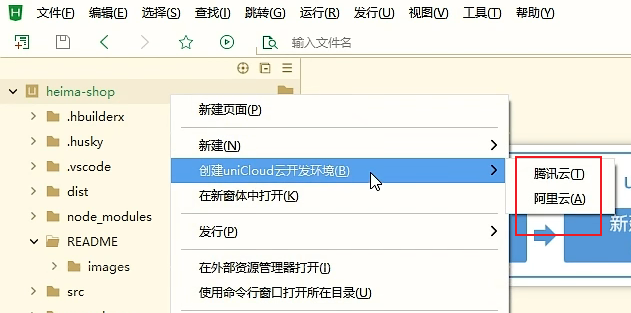 文件(F) 编辑(E) 选择(S) 查找(I) 跳转(G) 运行(R) 发行(U) 视图(V) 工具(T) 帮助(Y)
输入文件名
heima-shop
.hbuilderx
.husky
.vscode
dist
node_modules
README
images
src
新建页面(P)
新建(N)
创建uniCloud云开发环境(B)
在新窗体中打开(K)
发行(P)
在外部资源管理器打开(I)
使用命令行窗口打开所在目录(U)
腾讯云(T)
阿里云(A)
U
新建